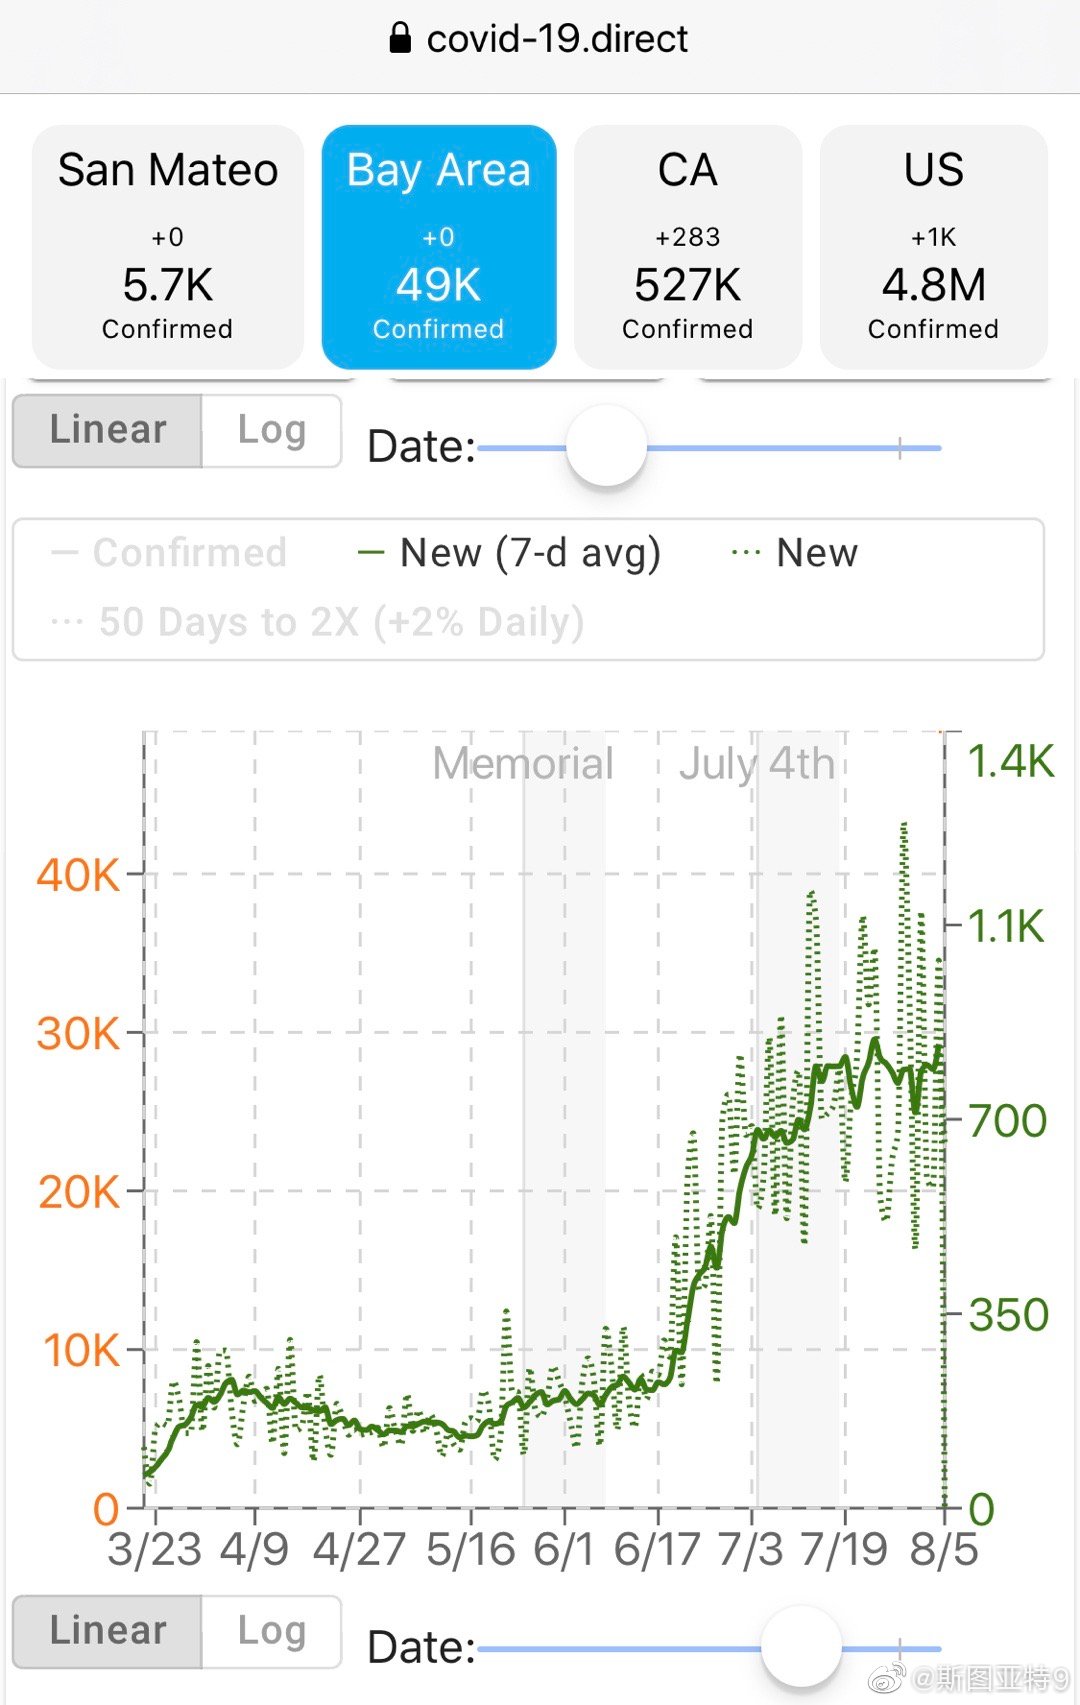 covid-19.direct
San Mateo Bay Area CA US
+0 +0 +283 +1K
5.7K 49K 527K 4.8M
Confirmed Confirmed Confirmed Confirmed
Linear Log Date:
Confirmed New (7-d avg) New
50 Days to 2X (+2% Daily)
Memorial July 4th 1.4K
40K
1.1K
30K
700
20K
350
10K
0 0
3/23 4/9 4/27 5/16 6/1 6/17 7/3 7/19 8/5
Linear Log Date:
@斯图亚特9